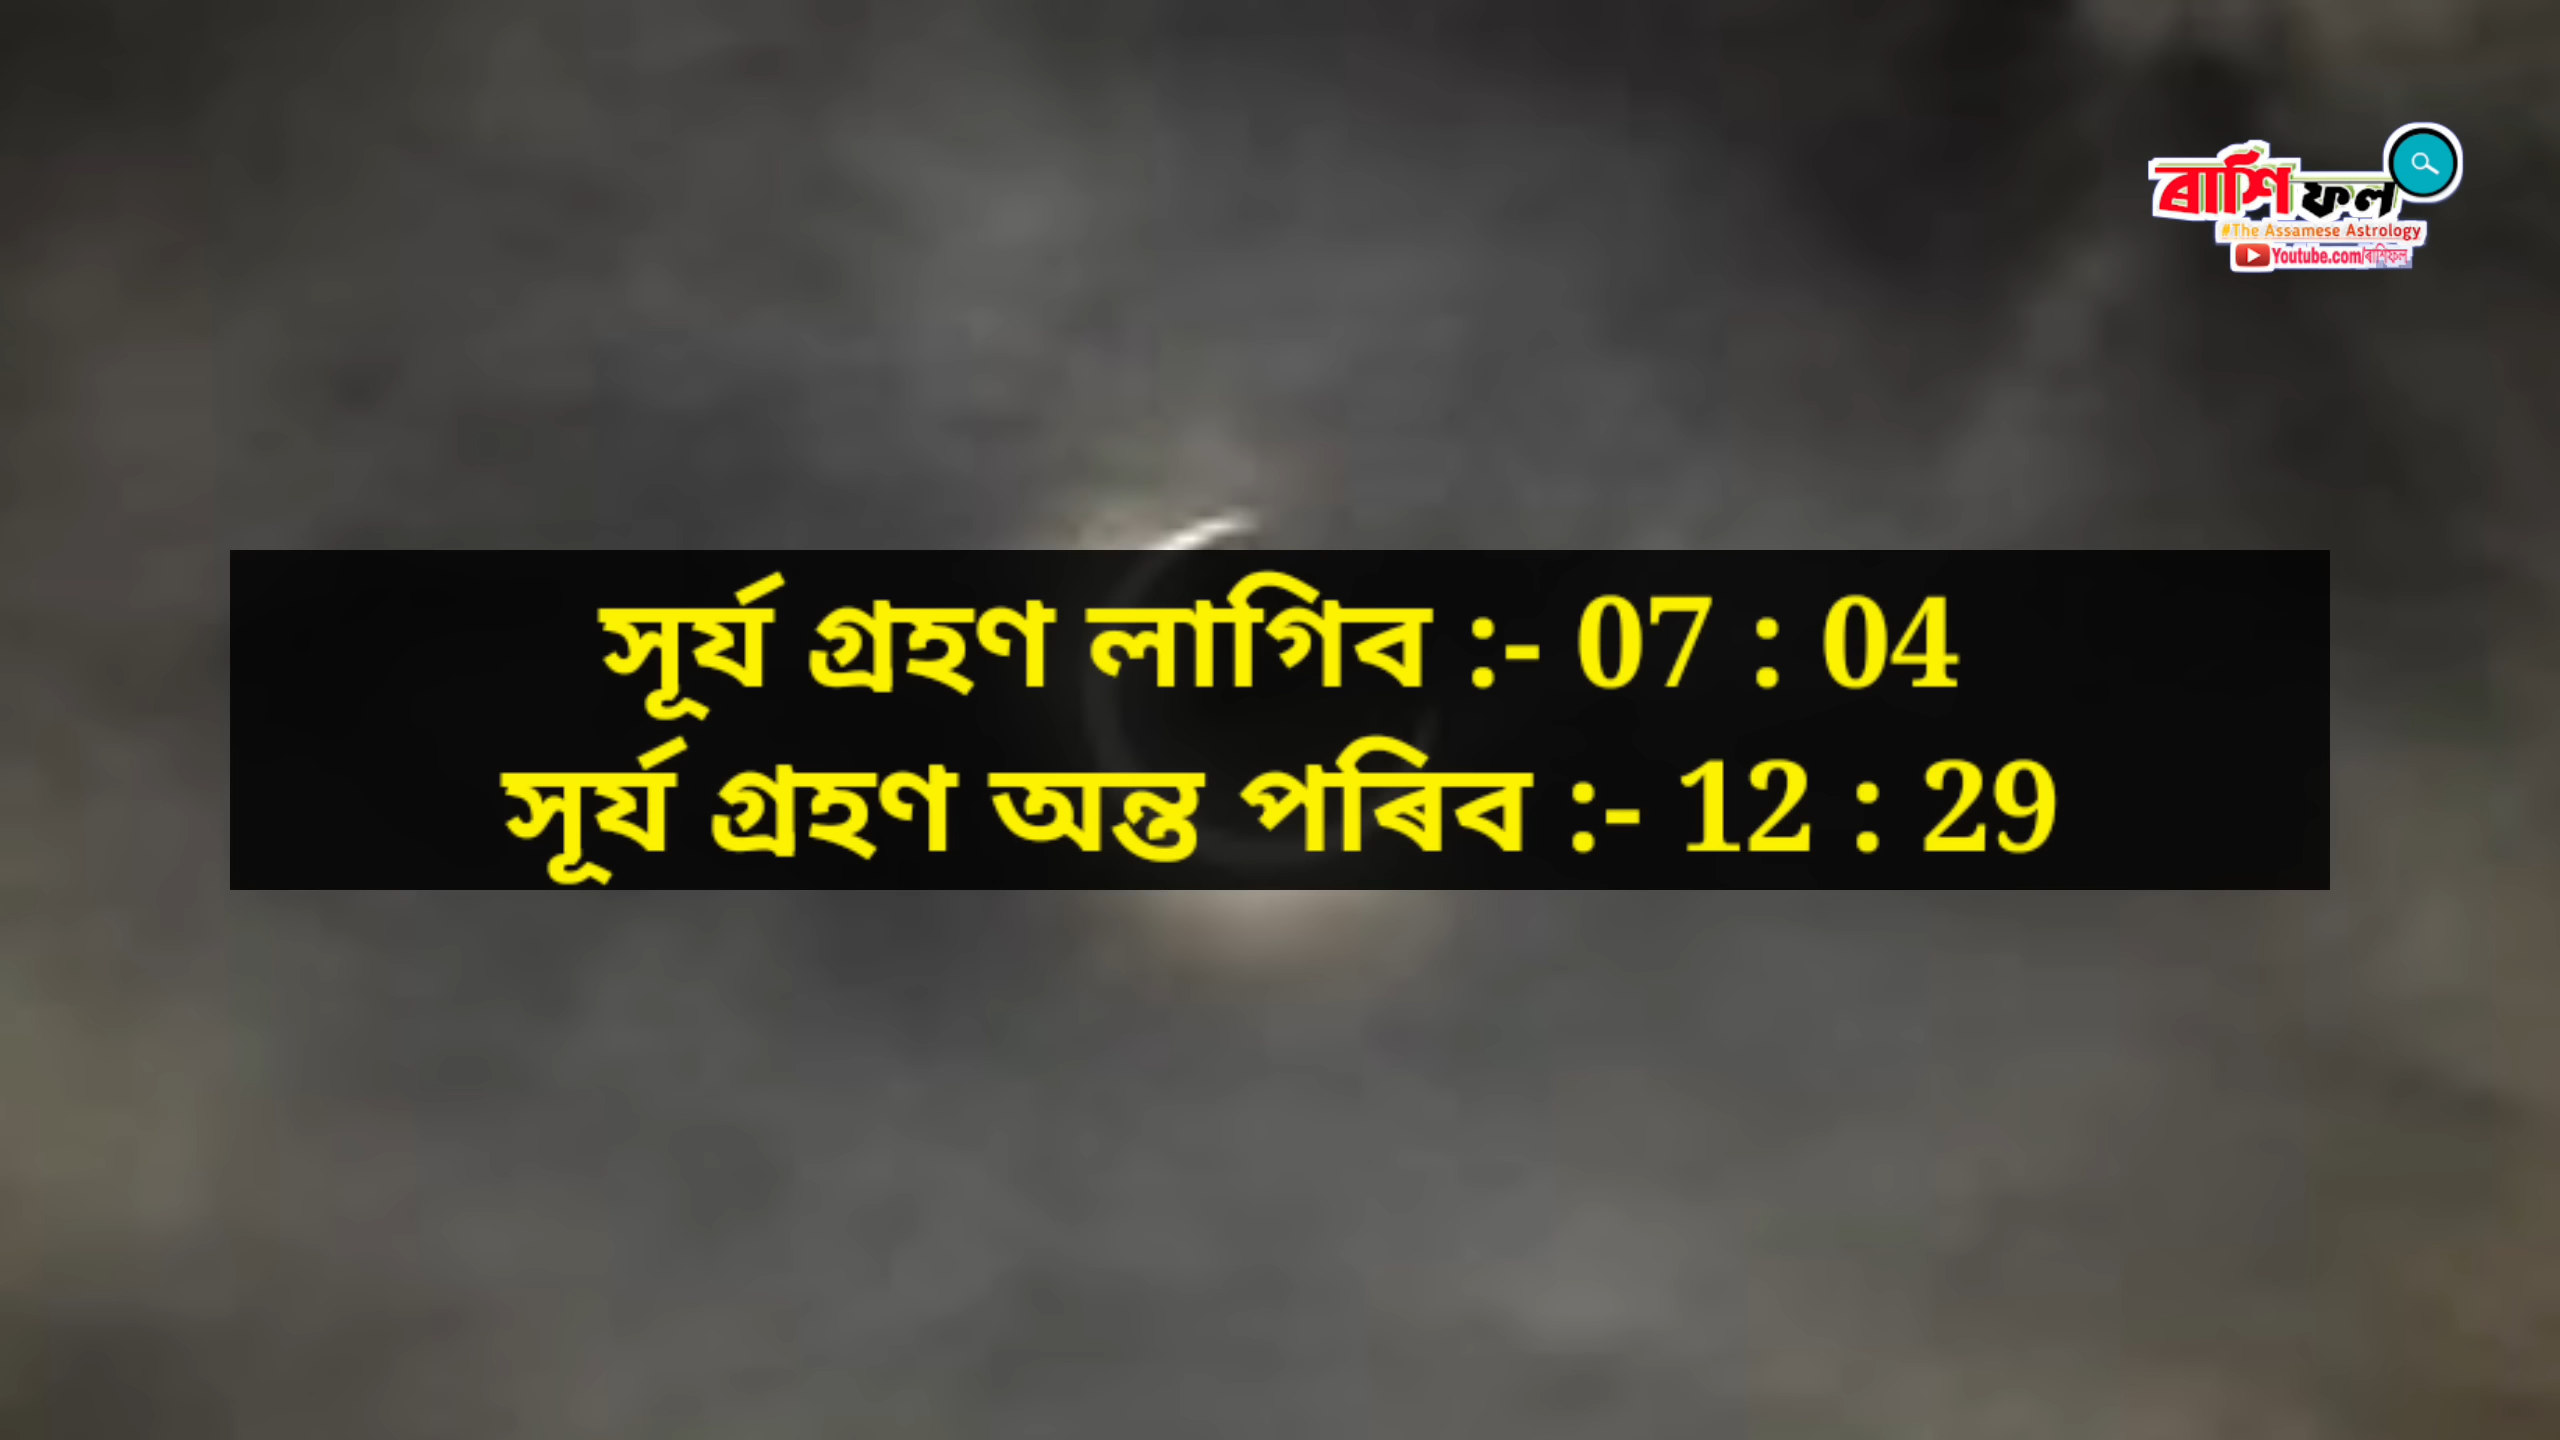 ৰাশি ফল
#The Assamese Astrology
Youtube.com/ৰাশিফল
সূৰ্য গ্ৰহণ লাগিব :- 07 : 04
সূৰ্য গ্ৰহণ অন্ত পৰিব :- 12 : 29